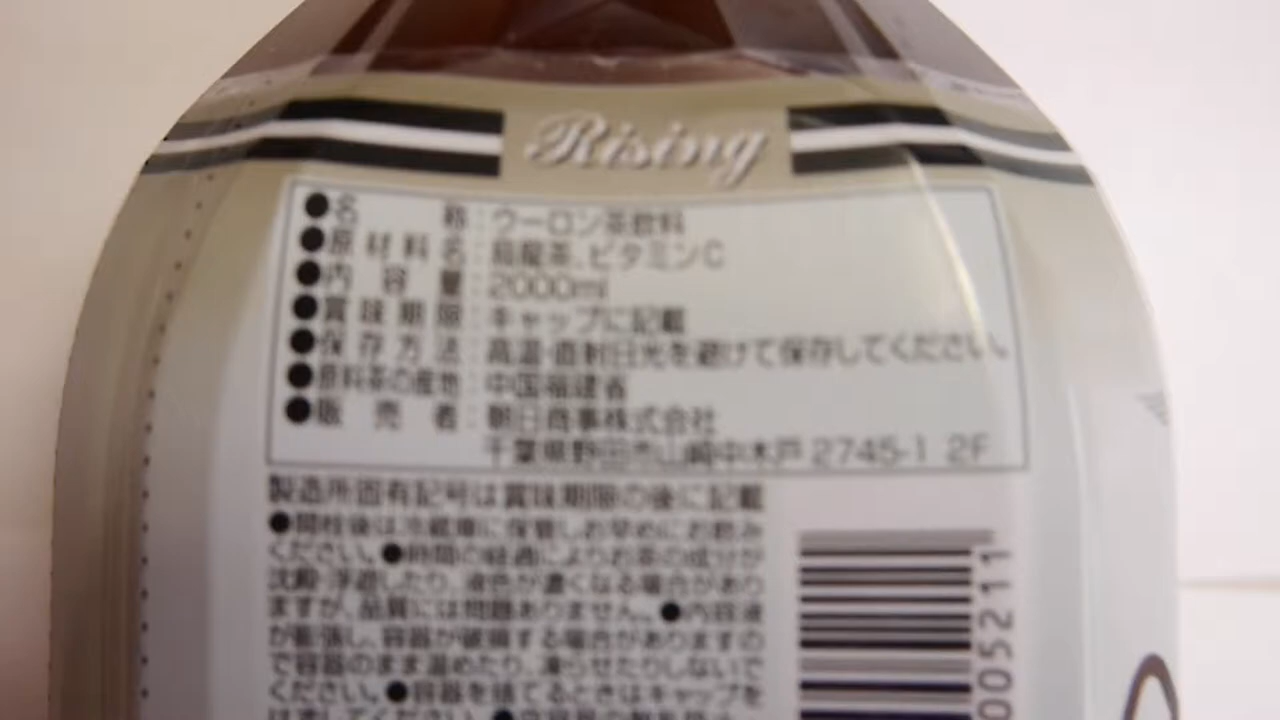 Rising
●名称：ウーロン茶飲料
●原材料名：烏龍茶、ビタミンC
●内容量：2000ml
●賞味期限：キャップに記載
●保存方法：高温・直射日光を避けて保存してください。
●原料茶の産地：中国福建省
●販売者：朝日商事株式会社
千葉県野田市山崎中木戸 2745-1 2F
製造所固有記号は賞味期限の後に記載
●開栓後は冷蔵庫に保管しお早めにお飲み
ください。●時間の経過によりお茶の成分が
沈殿・浮遊したり、液色が濃くなる場合があり
ますが、品質には問題ありません。●内容液
が膨張し、容器が破損する場合がありますの
で容器のまま温めたり、凍らせたりしないで
ください。●容器を捨てるときはキャップを
005211